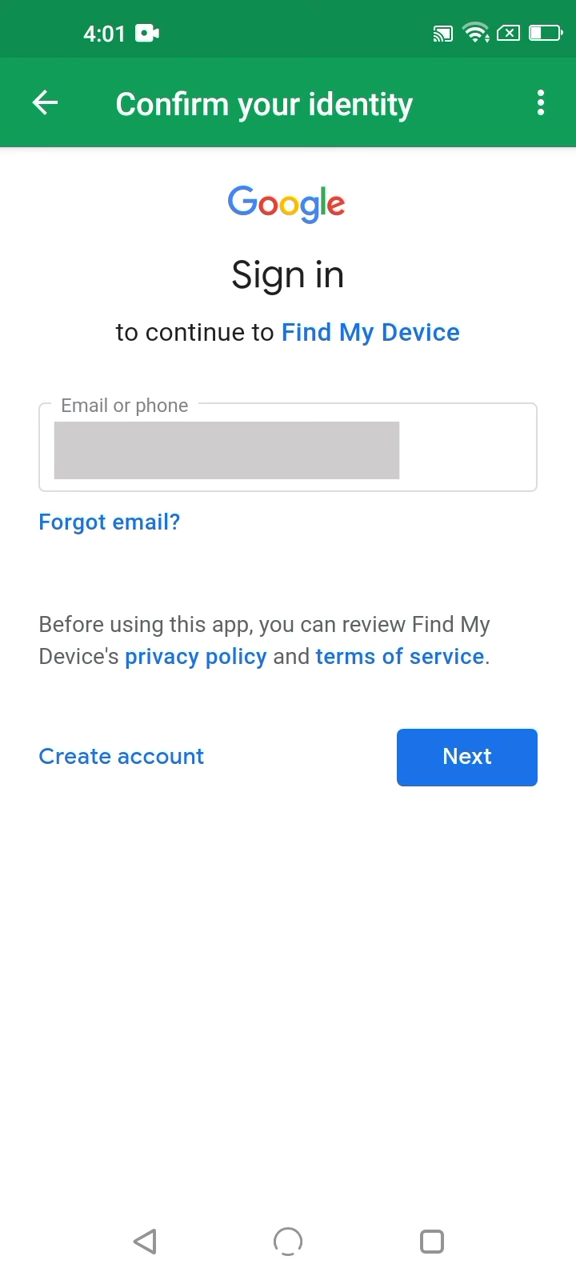 4:01
Confirm your identity
Google
Sign in
to continue to Find My Device
Email or phone
Forgot email?
Before using this app, you can review Find My
Device's privacy policy and terms of service.
Create account
Next